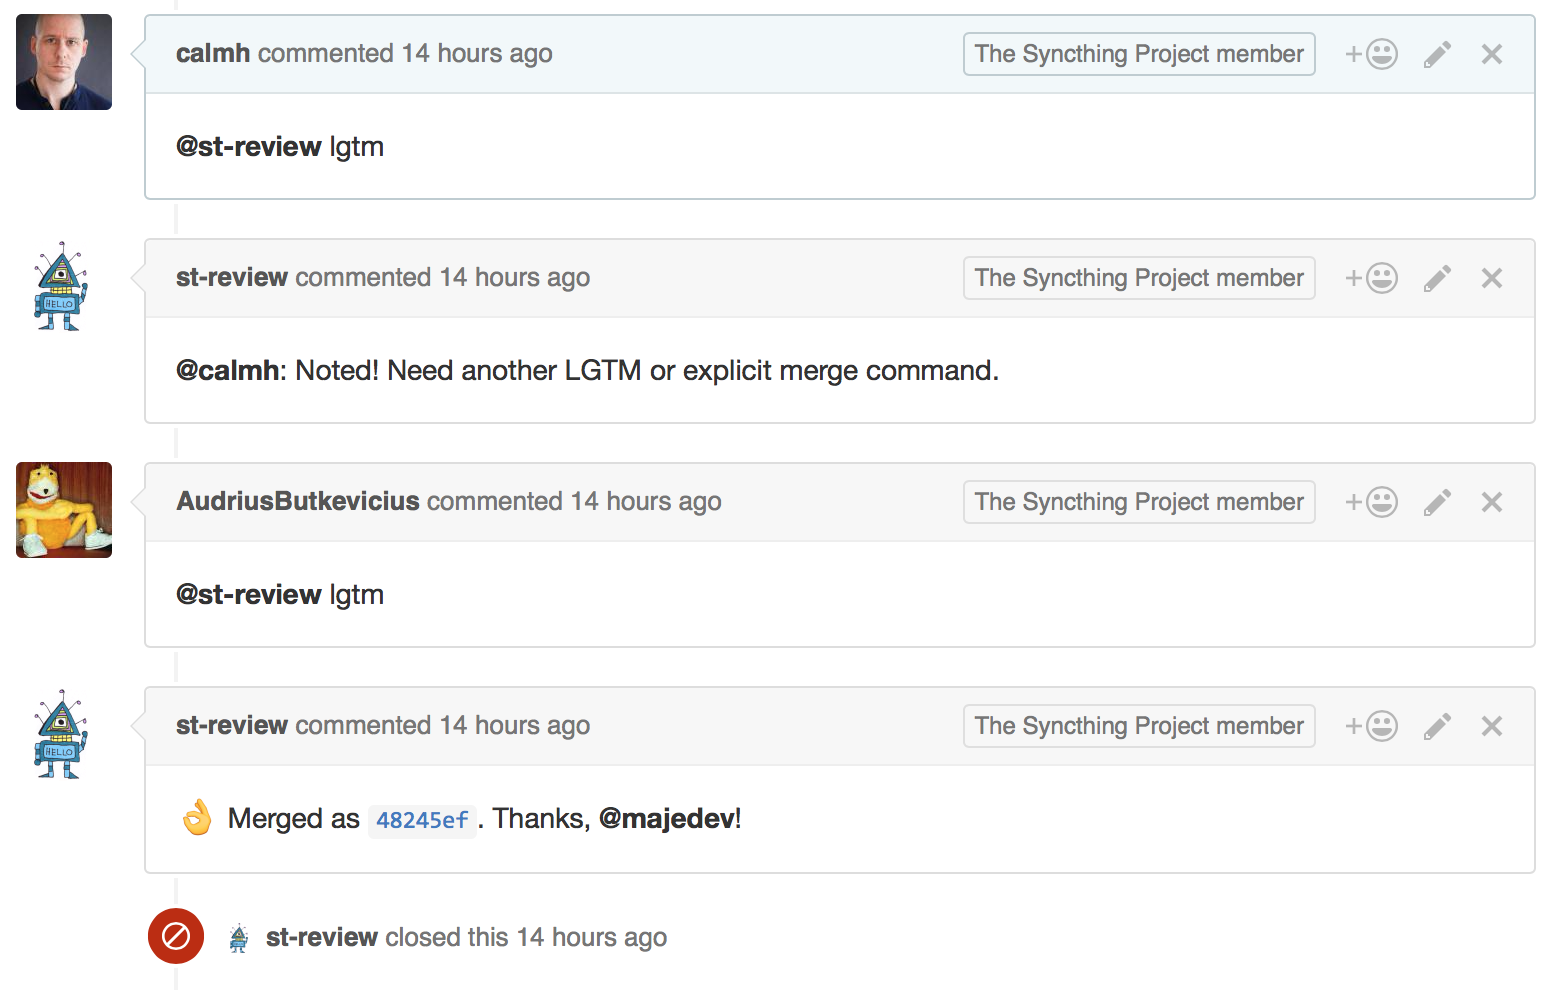 calmh commented 14 hours ago The Syncthing Project member
@st-review lgtm
st-review commented 14 hours ago The Syncthing Project member
HELLO
@calmh: Noted! Need another LGTM or explicit merge command.
AudriusButkevicius commented 14 hours ago The Syncthing Project member
@st-review lgtm
st-review commented 14 hours ago The Syncthing Project member
HELLO
👌 Merged as 48245ef. Thanks, @majedev!
st-review closed this 14 hours ago